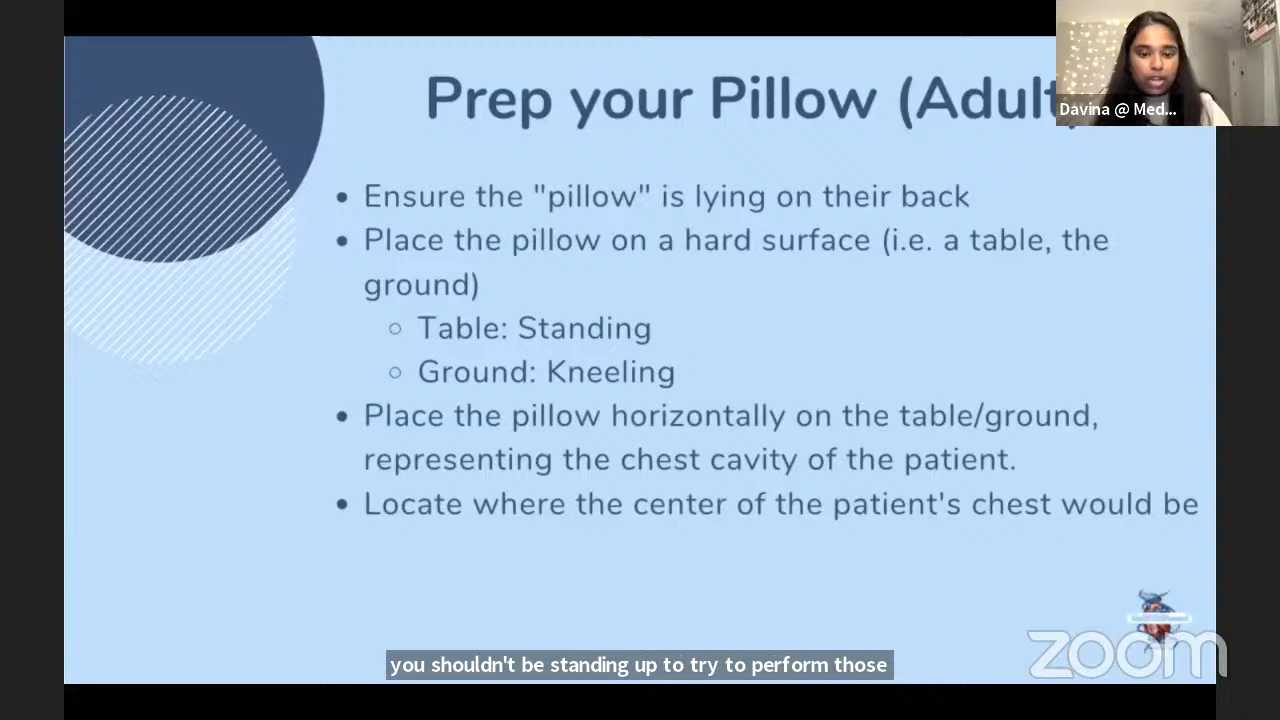 Prep your Pillow (Adult)
Davina @ Med...
• Ensure the "pillow" is lying on their back
• Place the pillow on a hard surface (i.e. a table, the
ground)
○ Table: Standing
○ Ground: Kneeling
• Place the pillow horizontally on the table/ground,
representing the chest cavity of the patient.
• Locate where the center of the patient's chest would be
zoom
you shouldn't be standing up to try to perform those